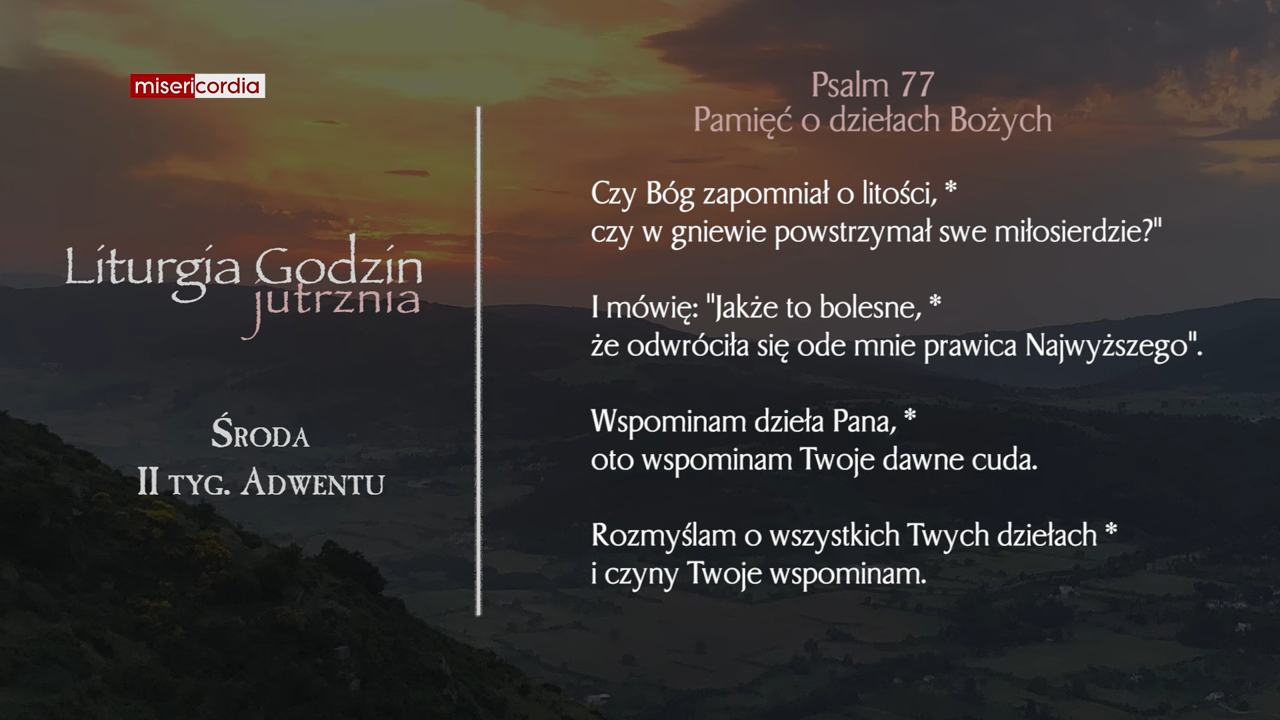 misericordia
Liturgia Godzin
jutrznia
Środa
II tyg. Adwentu
Psalm 77
Pamięć o dziełach Bożych
Czy Bóg zapomniał o litości, *
czy w gniewie powstrzymał swe miłosierdzie?"
I mówię: "Jakże to bolesne, *
że odwróciła się ode mnie prawica Najwyższego".
Wspominam dzieła Pana, *
oto wspominam Twoje dawne cuda.
Rozmyślam o wszystkich Twych dziełach *
i czyny Twoje wspominam.